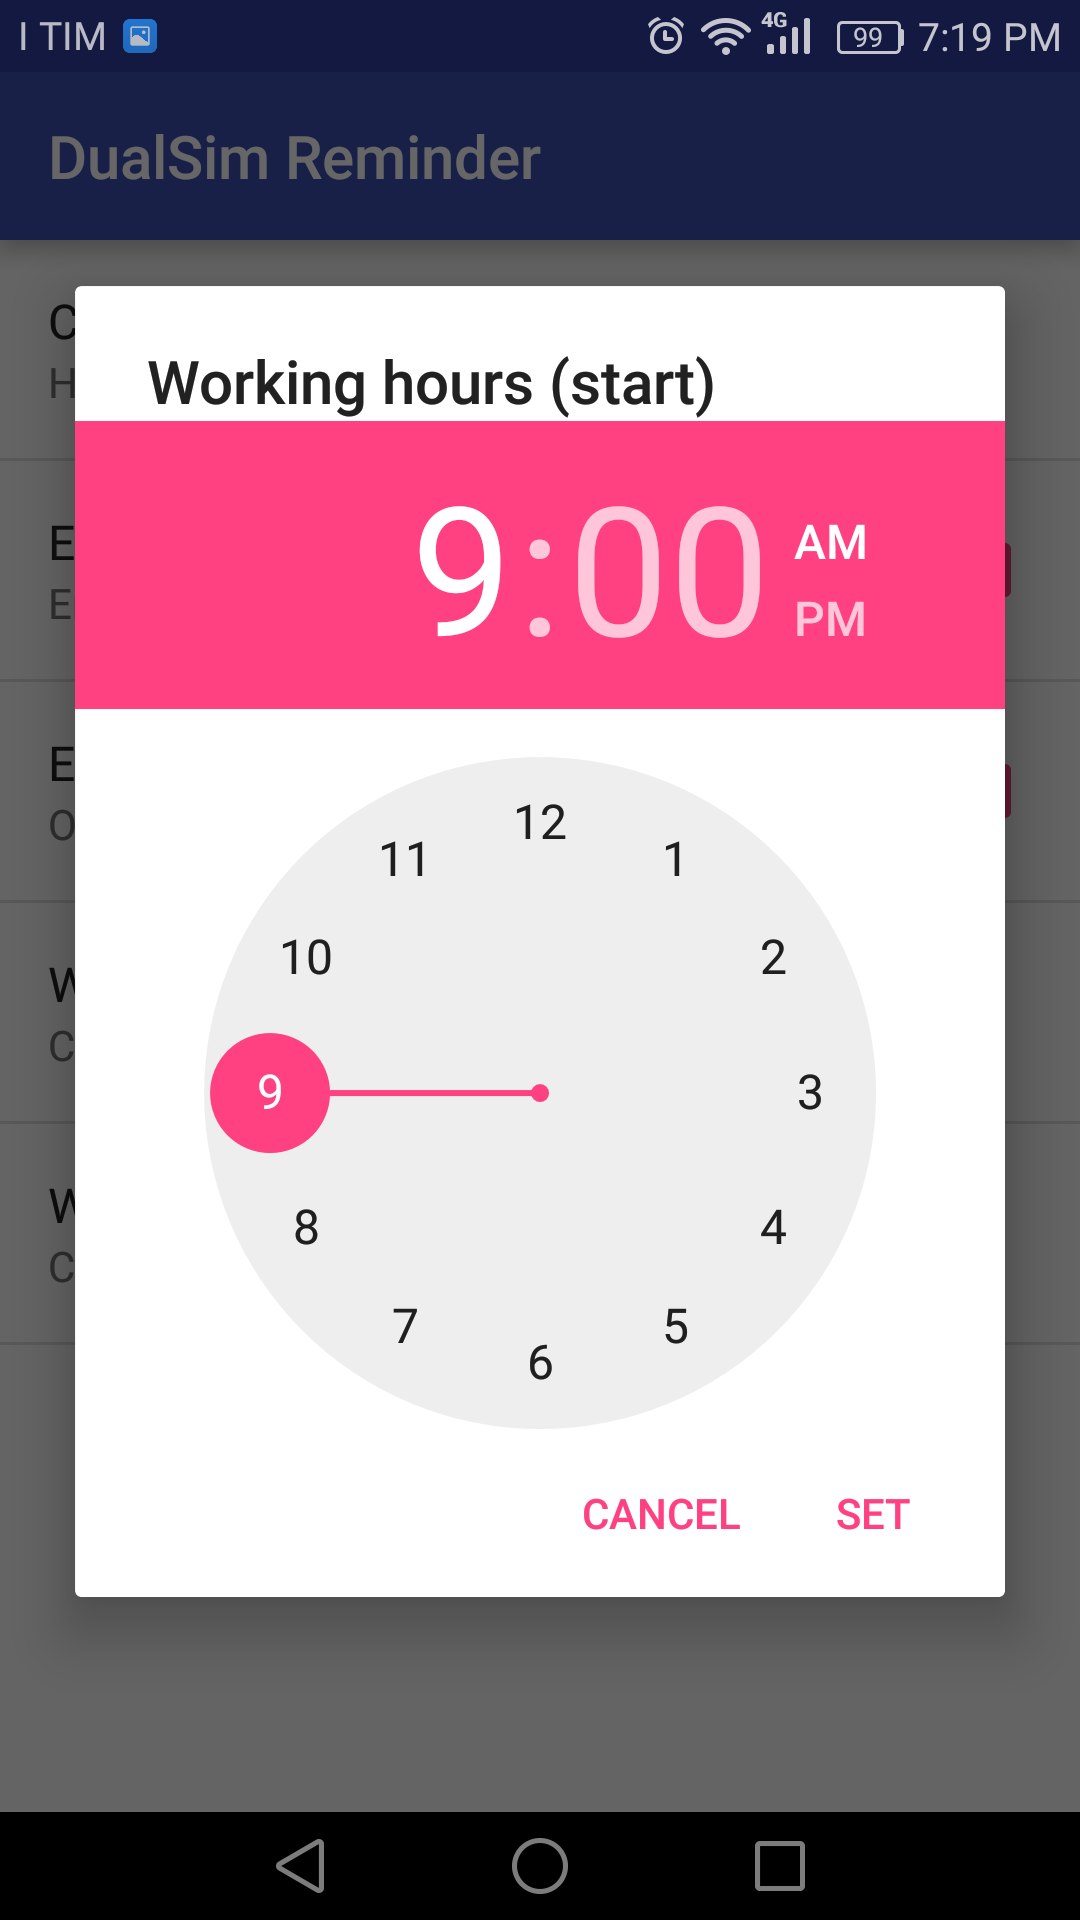 I TIM 4G 99 7:19 PM
DualSim Reminder
C
H
E
E
E
O
W
C
W
C
Working hours (start)
9:00
AM
PM
12
1
2
3
4
5
6
7
8
9
10
11
CANCEL SET